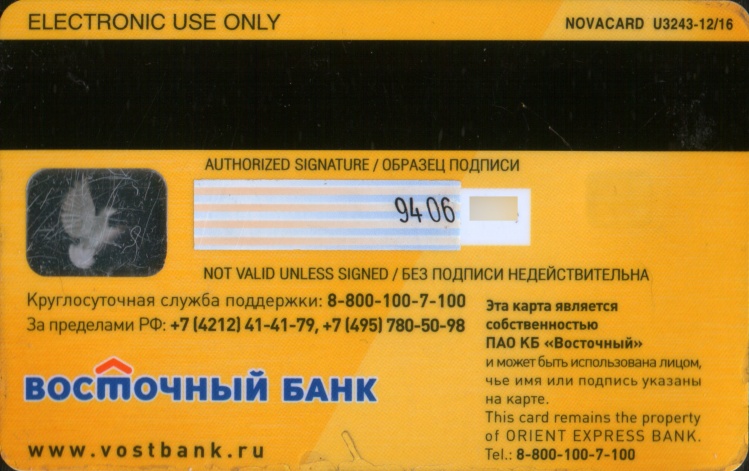 ELECTRONIC USE ONLY
NOVACARD U3243-12/16
AUTHORIZED SIGNATURE / ОБРАЗЕЦ ПОДПИСИ
9406
NOT VALID UNLESS SIGNED / БЕЗ ПОДПИСИ НЕДЕЙСТВИТЕЛЬНА
Круглосуточная служба поддержки: 8-800-100-7-100
За пределами РФ: +7 (4212) 41-41-79, +7 (495) 780-50-98
ВОСТОЧНЫЙ БАНК
www.vostbank.ru
Эта карта является
собственностью
ПАО КБ «Восточный»
и может быть использована лицом,
чье имя или подпись указаны
на карте.
This card remains the property
of ORIENT EXPRESS BANK.
Tel.: 8-800-100-7-100